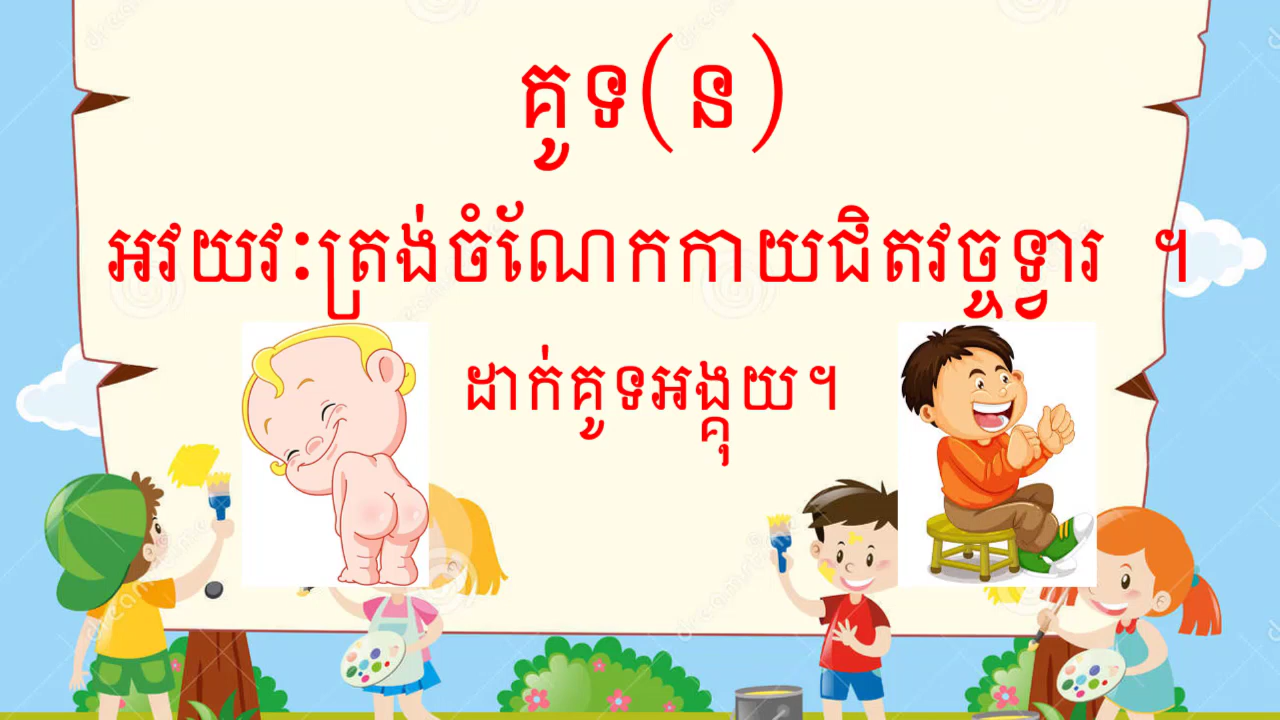 គូទ(ន)
អវយវៈត្រង់ចំណែកកាយជិតវច្ចទ្វារ ។
ដាក់គូទអង្គុយ។